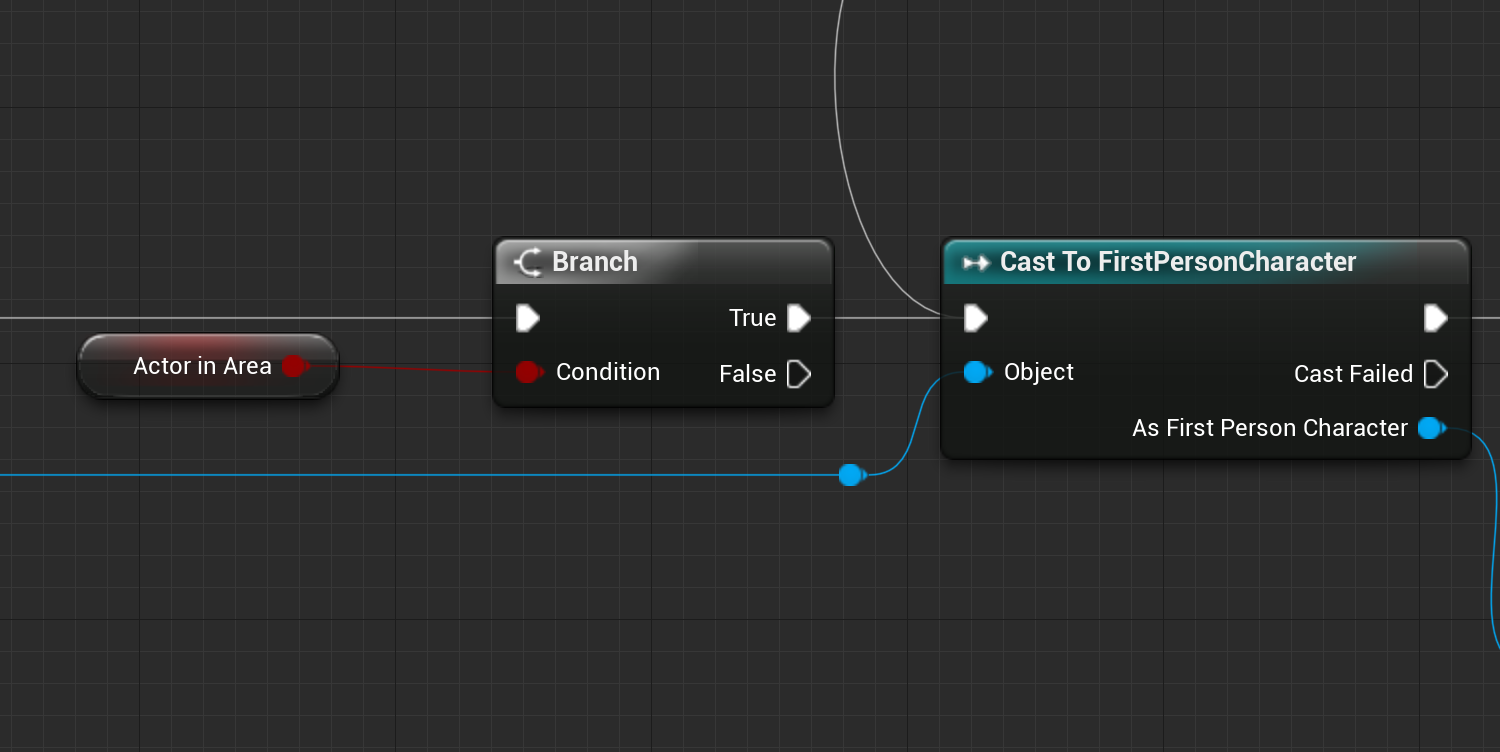 Branch
True
Actor in Area
Condition
False
Cast To FirstPersonCharacter
Object
Cast Failed
As First Person Character